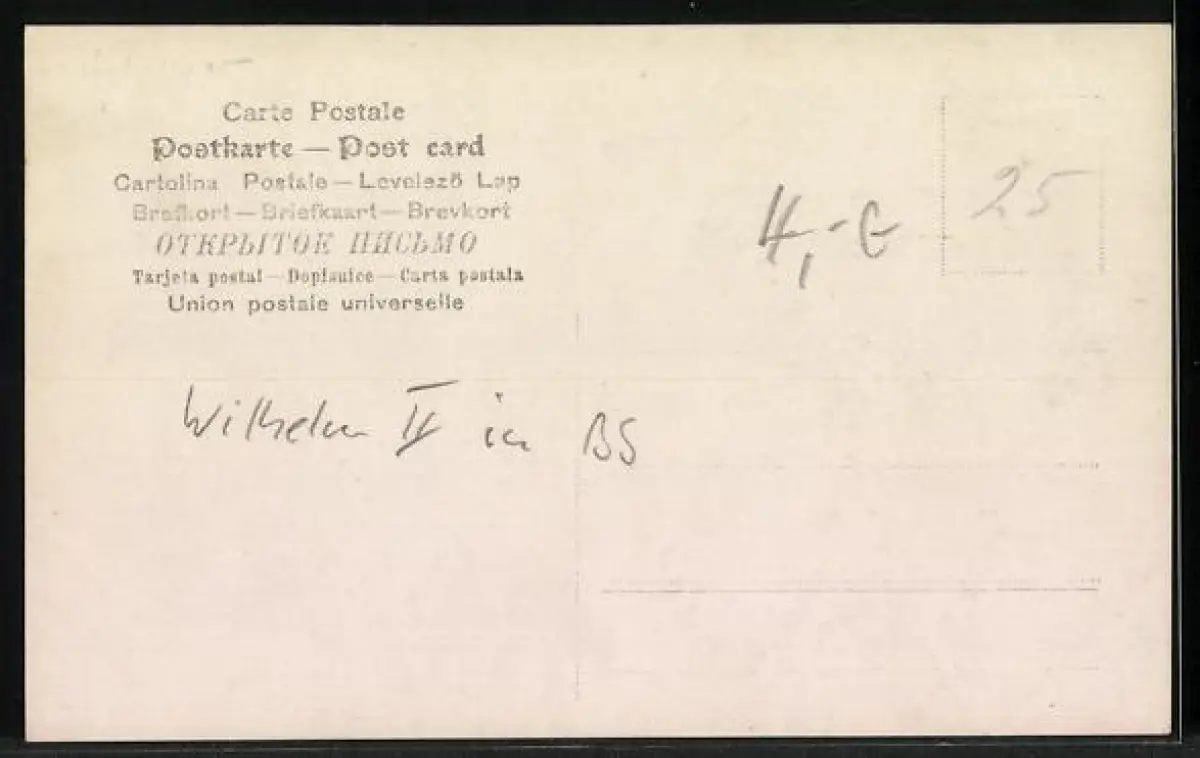 Carte Postale
Postkarte — Post card
Cartolina Postale — Levelező Lap
Brefkort — Briefkaart — Brevkort
ОТКРЫТОЕ ПИСЬМО
Tarjeta postal — Dopisnice — Carta postala
Union postale universelle
4,- €
25
Wilhelm II in BS